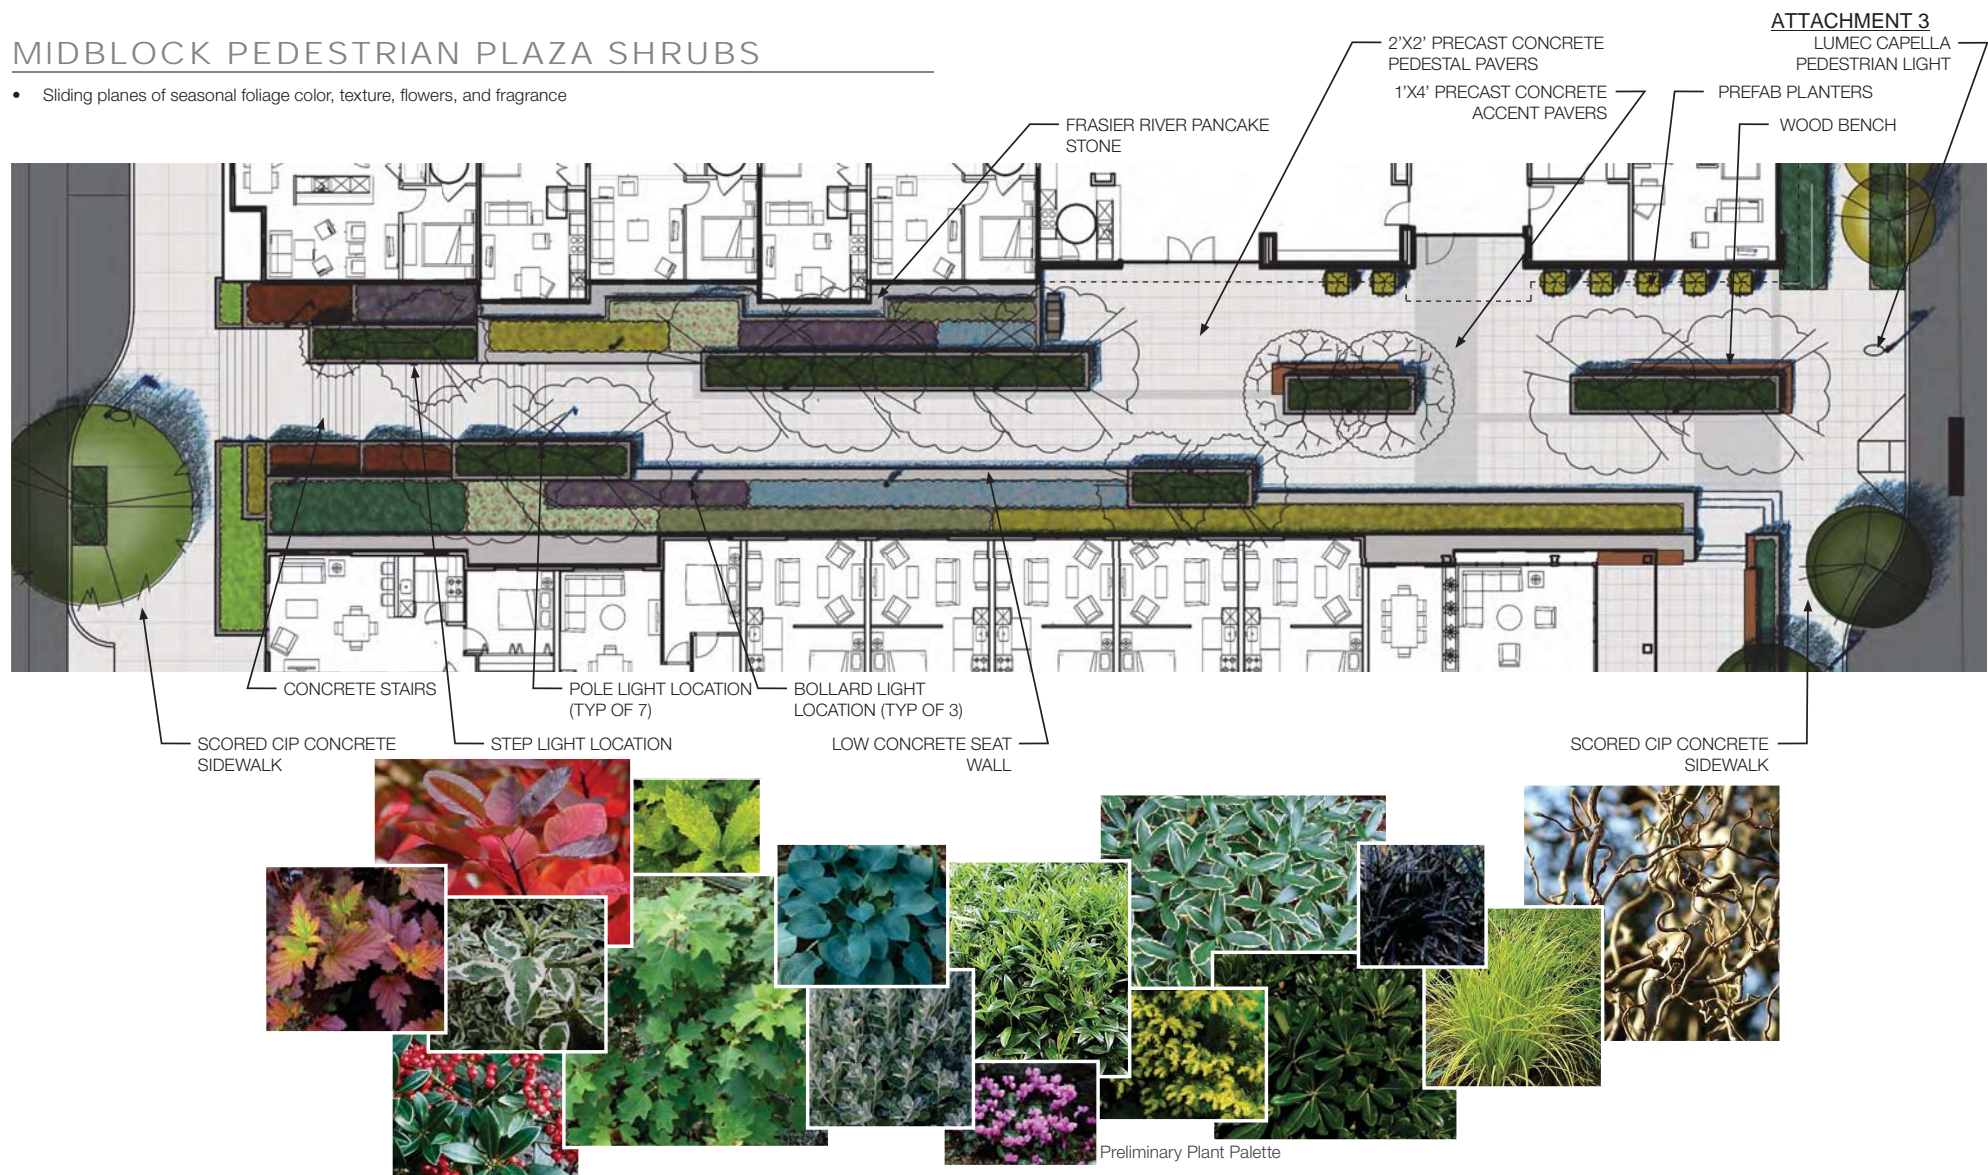 ATTACHMENT 3
MIDBLOCK PEDESTRIAN PLAZA SHRUBS
• Sliding planes of seasonal foliage color, texture, flowers, and fragrance
2'X2' PRECAST CONCRETE
PEDESTAL PAVERS
LUMEC CAPELLA
PEDESTRIAN LIGHT
1'X4' PRECAST CONCRETE
ACCENT PAVERS
PREFAB PLANTERS
FRASIER RIVER PANCAKE
STONE
WOOD BENCH
CONCRETE STAIRS
POLE LIGHT LOCATION
(TYP OF 7)
BOLLARD LIGHT
LOCATION (TYP OF 3)
SCORED CIP CONCRETE
SIDEWALK
STEP LIGHT LOCATION
LOW CONCRETE SEAT
WALL
SCORED CIP CONCRETE
SIDEWALK
Preliminary Plant Palette